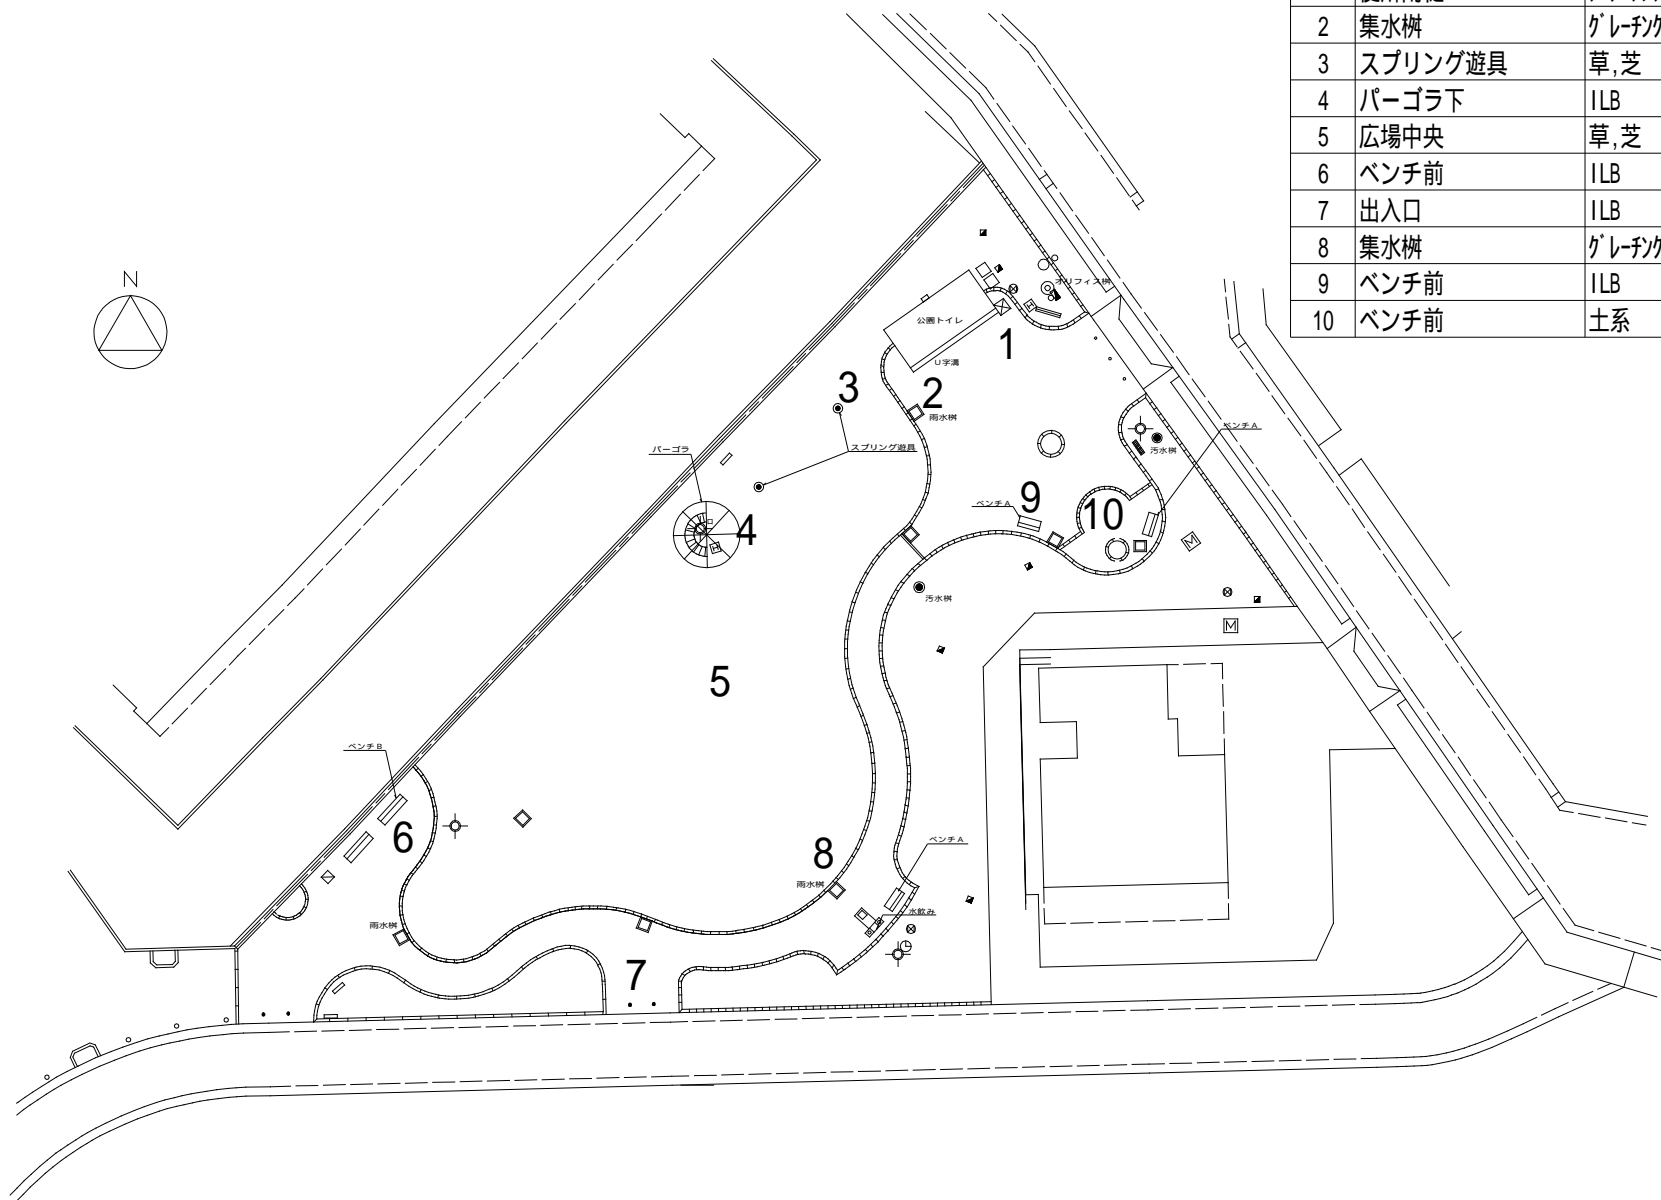 2 集水桝 グレーチング
3 スプリング遊具 草,芝
4 パーゴラ下 ILB
5 広場中央 草,芝
6 ベンチ前 ILB
7 出入口 ILB
8 集水桝 グレーチング
9 ベンチ前 ILB
10 ベンチ前 土系
N
オリフィス桝
公園トイレ
1
U字溝
3
2
雨水桝
スプリング遊具
パーゴラ
ベンチA
汚水桝
ベンチA
9
10
4
M
汚水桝
M
5
ベンチB
6
8
ベンチA
雨水桝
水飲み
雨水桝
7